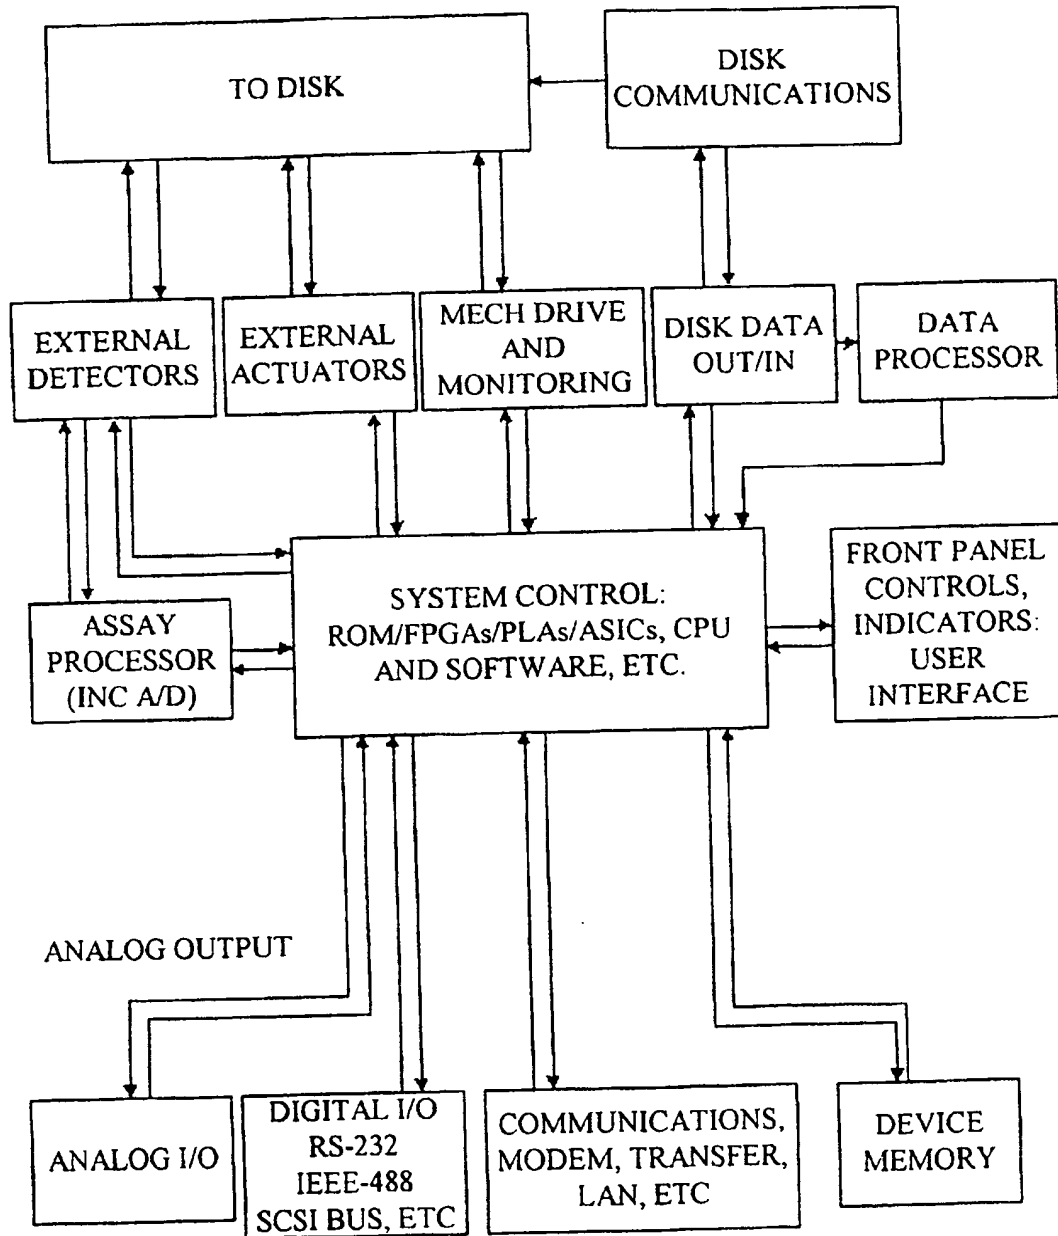 TO DISK
DISK
COMMUNICATIONS
EXTERNAL
DETECTORS
EXTERNAL
ACTUATORS
MECH DRIVE
AND
MONITORING
DISK DATA
OUT/IN
DATA
PROCESSOR
ASSAY
PROCESSOR
(INC A/D)
SYSTEM CONTROL:
ROM/FPGAs/PLAs/ASICs, CPU
AND SOFTWARE, ETC.
FRONT PANEL
CONTROLS,
INDICATORS:
USER
INTERFACE
ANALOG OUTPUT
ANALOG I/O
DIGITAL I/O
RS-232
IEEE-488
SCSI BUS, ETC
COMMUNICATIONS,
MODEM, TRANSFER,
LAN, ETC
DEVICE
MEMORY